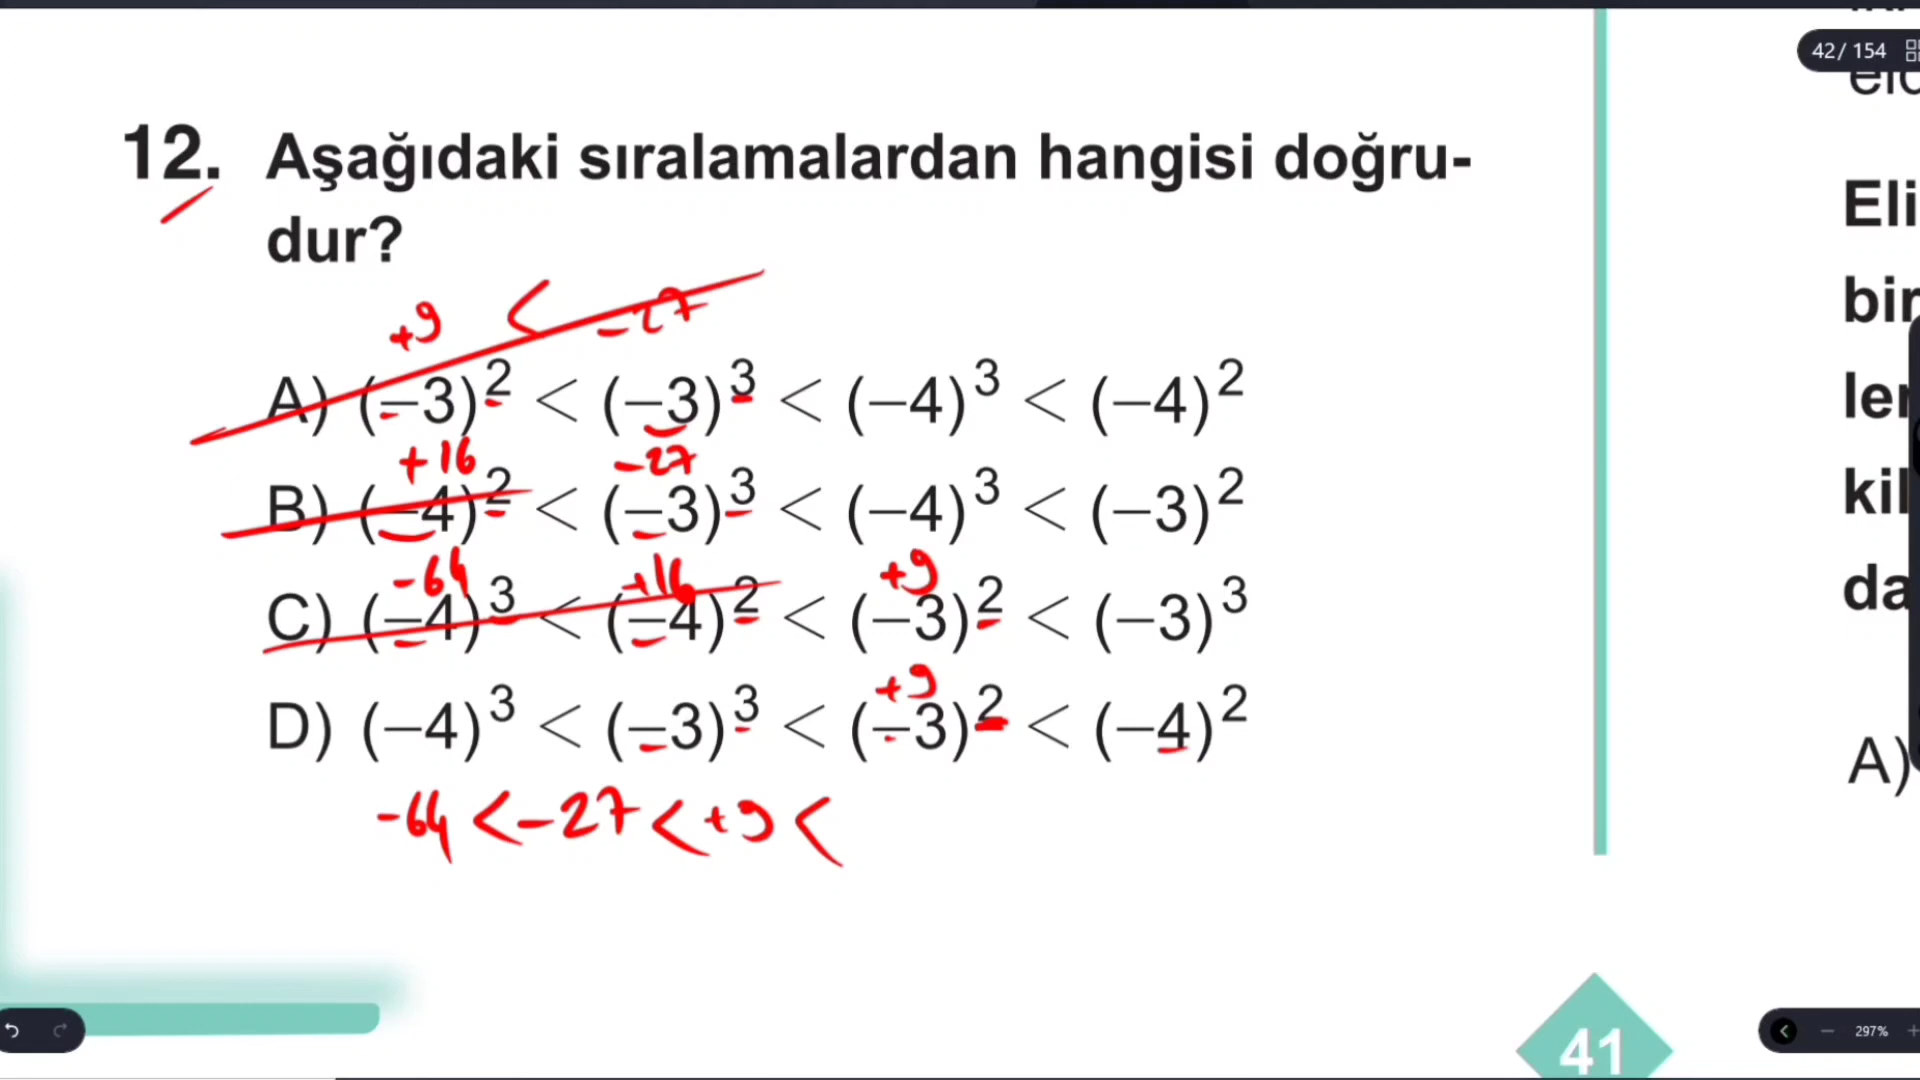 42/ 154
12. Aşağıdaki sıralamalardan hangisi doğru-
dur?
+9 < -27
A) (−3)² < (−3)³ < (−4)³ < (−4)²
+16 -27
B) (−4)² < (−3)³ < (−4)³ < (−3)²
-64 +16 +9
C) (−4)³ < (−4)² < (−3)² < (−3)³
+9
D) (−4)³ < (−3)³ < (−3)² < (−4)²
-64 < -27 < +9 <
41
Eli
bir
kil
da
A)
297%